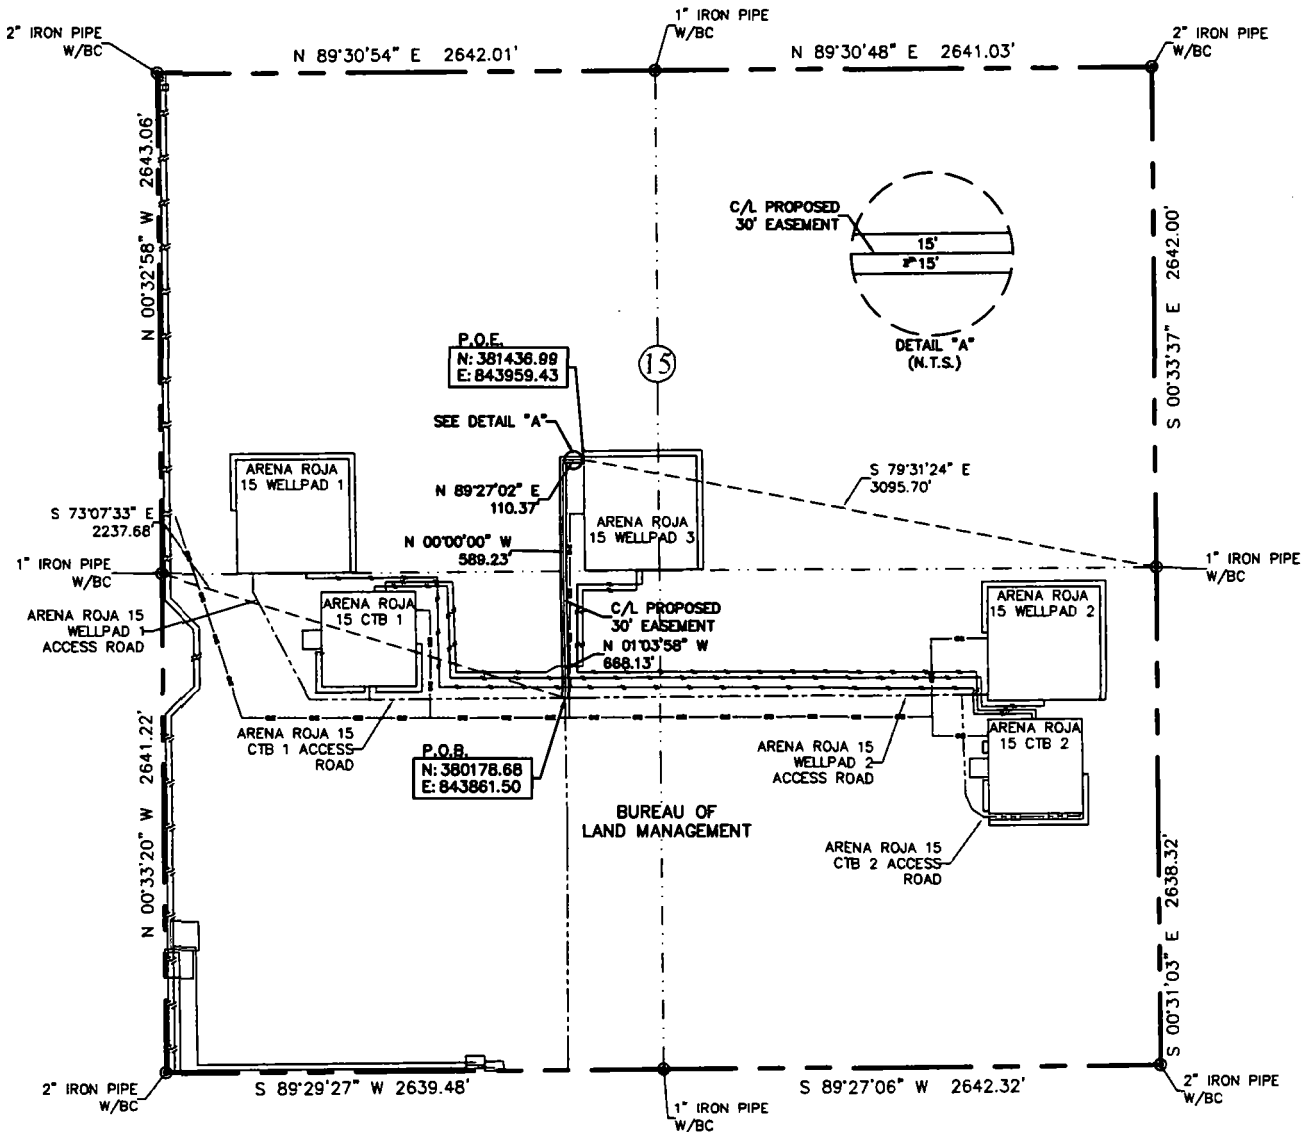 2" IRON PIPE
W/BC
N 89°30'54" E 2642.01'
1" IRON PIPE
W/BC
N 89°30'48" E 2641.03'
2" IRON PIPE
W/BC
N 00°32'58" W 2643.06'
S 00°33'37" E 2642.00'
C/L PROPOSED
30' EASEMENT
15'
15'
DETAIL "A"
(N.T.S.)
P.O.E.
N: 381436.99
E: 843959.43
15
SEE DETAIL "A"
ARENA ROJA
15 WELLPAD 1
N 89°27'02" E
110.37'
S 79°31'24" E
3095.70'
S 73°07'33" E
2237.68'
ARENA ROJA
15 WELLPAD 3
N 00°00'00" W
589.23'
1" IRON PIPE
W/BC
1" IRON PIPE
W/BC
ARENA ROJA 15
WELLPAD 1
ACCESS ROAD
ARENA ROJA
15 CTB 1
C/L PROPOSED
30' EASEMENT
ARENA ROJA
15 WELLPAD 2
N 01°03'58" W
668.13'
N 00°33'20" W 2641.22'
ARENA ROJA 15
CTB 1 ACCESS
ROAD
P.O.B.
N: 380178.68
E: 843861.50
ARENA ROJA 15
WELLPAD 2
ACCESS ROAD
ARENA ROJA
15 CTB 2
BUREAU OF
LAND MANAGEMENT
ARENA ROJA 15
CTB 2 ACCESS
ROAD
S 00°31'03" E 2638.32'
2" IRON PIPE
W/BC
S 89°29'27" W 2639.48'
1" IRON PIPE
W/BC
S 89°27'06" W 2642.32'
2" IRON PIPE
W/BC